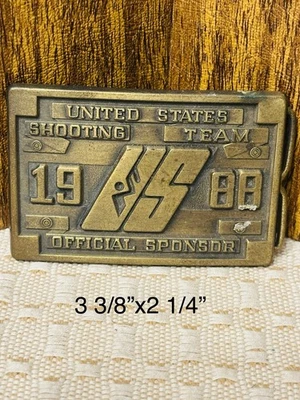 UNITED STATES
SHOOTING TEAM
19 US 88
OFFICIAL SPONSOR
3 3/8”x2 1/4”